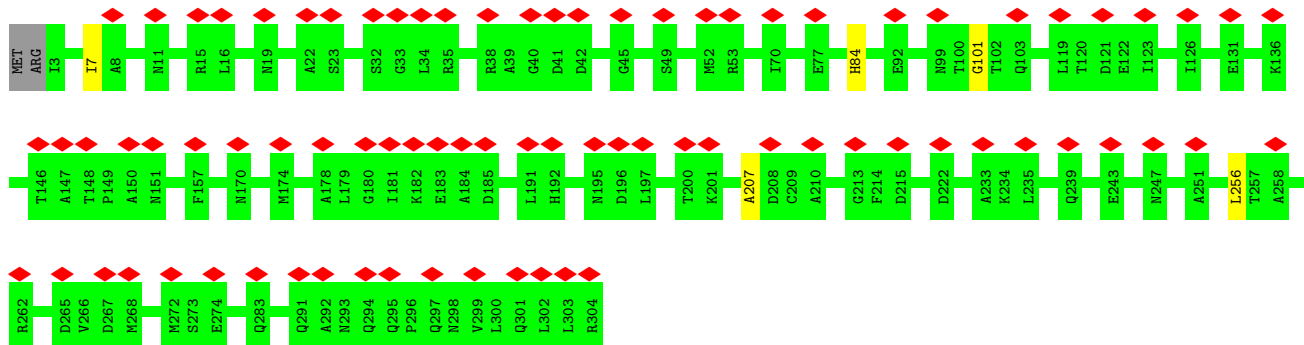 MET ARG I3 I7 A8 N11 R15 L16 N19 A22 S23 S32 G33 L34 R35 R38 A39 G40 D41 D42 G45 S49 M52 R53 I70 E77 H84 E92 N99 T100 G101 T102 Q103 L119 T120 D121 E122 I123 I126 E131 K136
T146 A147 T148 P149 A150 N151 F157 N170 M174 A178 L179 G180 I181 K182 E183 A184 D185 L191 H192 N195 D196 L197 T200 K201 A207 D208 C209 A210 G213 F214 D215 D222 A233 K234 L235 Q239 E243 N247 A251 L256 T257 A258
R262 D265 V266 D267 M268 M272 S273 E274 Q283 Q291 A292 N293 Q294 Q295 P296 Q297 N298 V299 L300 Q301 L302 L303 R304